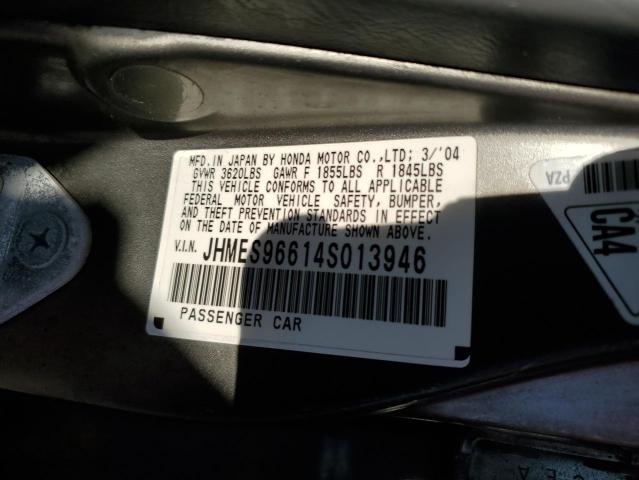 MFD.IN JAPAN BY HONDA MOTOR CO.,LTD; 3/'04
GVWR 3620LBS GAWR F 1855LBS R 1845LBS
THIS VEHICLE CONFORMS TO ALL APPLICABLE
FEDERAL MOTOR VEHICLE SAFETY, BUMPER,
AND THEFT PREVENTION STANDARDS IN EFFECT
ON THE DATE OF MANUFACTURE SHOWN ABOVE.
V.I.N. JHMES96614S013946
PASSENGER CAR
PZA
CA4